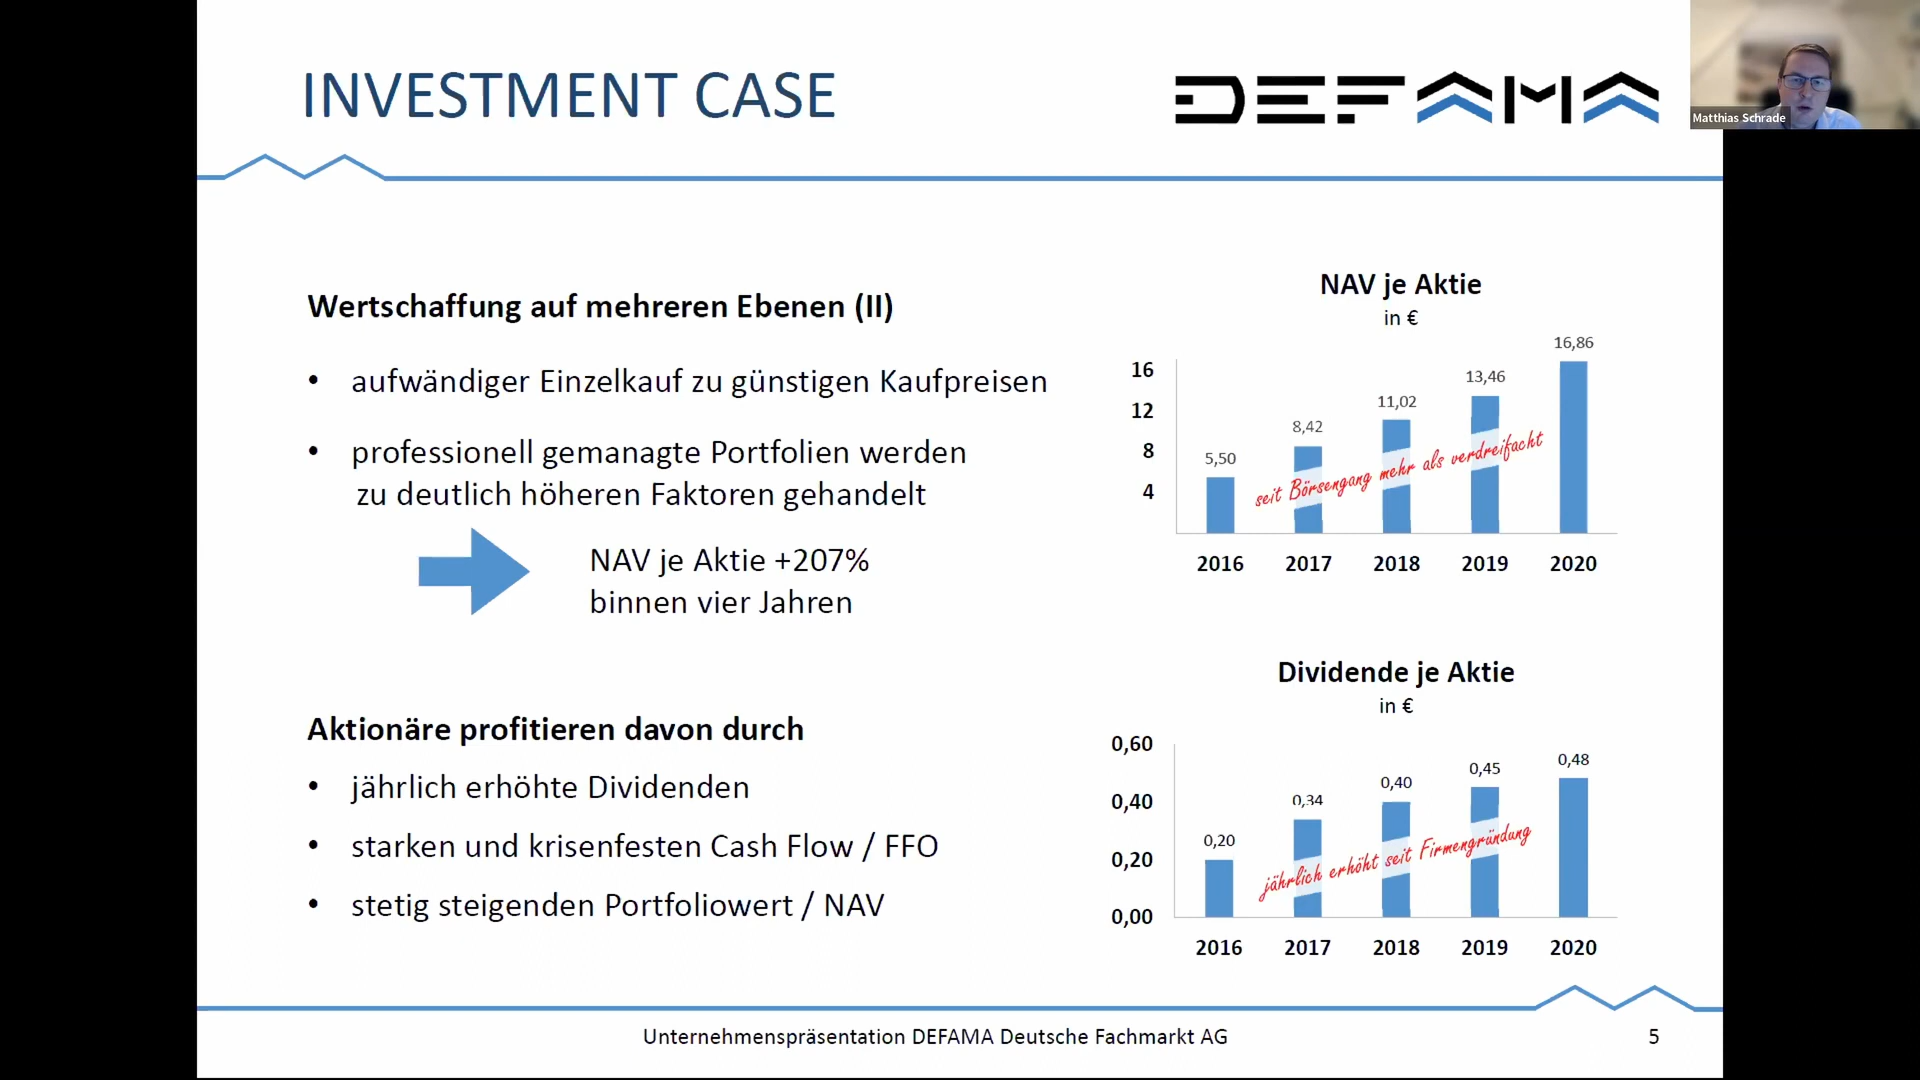 INVESTMENT CASE
DEFAMA
Matthias Schrade
Wertschaffung auf mehreren Ebenen (II)
• aufwändiger Einzelkauf zu günstigen Kaufpreisen
• professionell gemanagte Portfolien werden
zu deutlich höheren Faktoren gehandelt
NAV je Aktie +207%
binnen vier Jahren
Aktionäre profitieren davon durch
• jährlich erhöhte Dividenden
• starken und krisenfesten Cash Flow / FFO
• stetig steigenden Portfoliowert / NAV
NAV je Aktie
in €
16
12
8
4
5,50
8,42
11,02
13,46
16,86
seit Börsengang mehr als verdreifacht
2016 2017 2018 2019 2020
Dividende je Aktie
in €
0,60
0,40
0,20
0,00
0,20
0,34
0,40
0,45
0,48
jährlich erhöht seit Firmengründung
2016 2017 2018 2019 2020
Unternehmenspräsentation DEFAMA Deutsche Fachmarkt AG
5